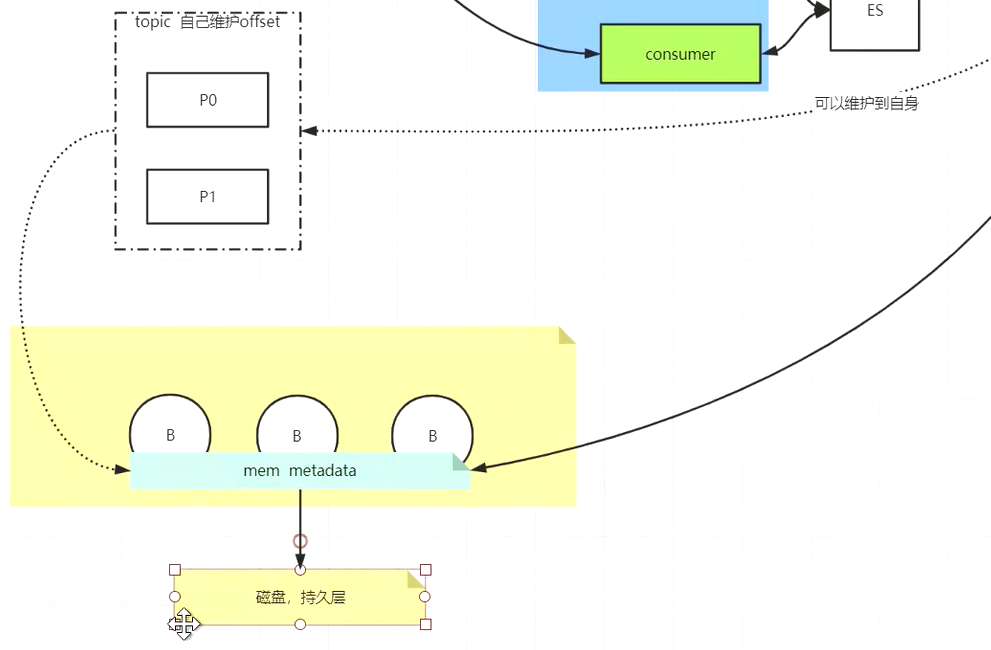 topic 自己维护offset
ES
consumer
P0
可以维护到自身
P1
B
B
B
mem metadata
磁盘，持久层